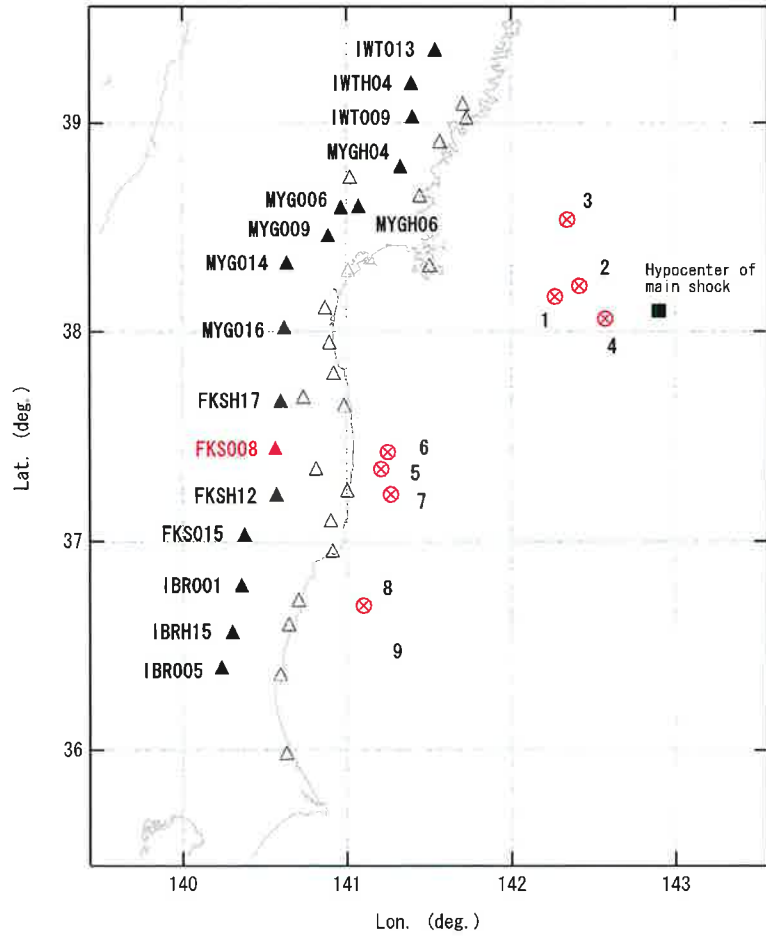 IWT013
IWTH04
39
IWT009
MYGH04
MYG006
3
MYG009
MYGH06
MYG014
2
Hypocenter of
main shock
38
MYG016
1
4
FKSH17
Lat. (deg.)
FKS008
6
5
FKSH12
7
37
FKS015
IBR001
8
IBRH15
9
IBR005
36
140
141
142
143
Lon. (deg.)